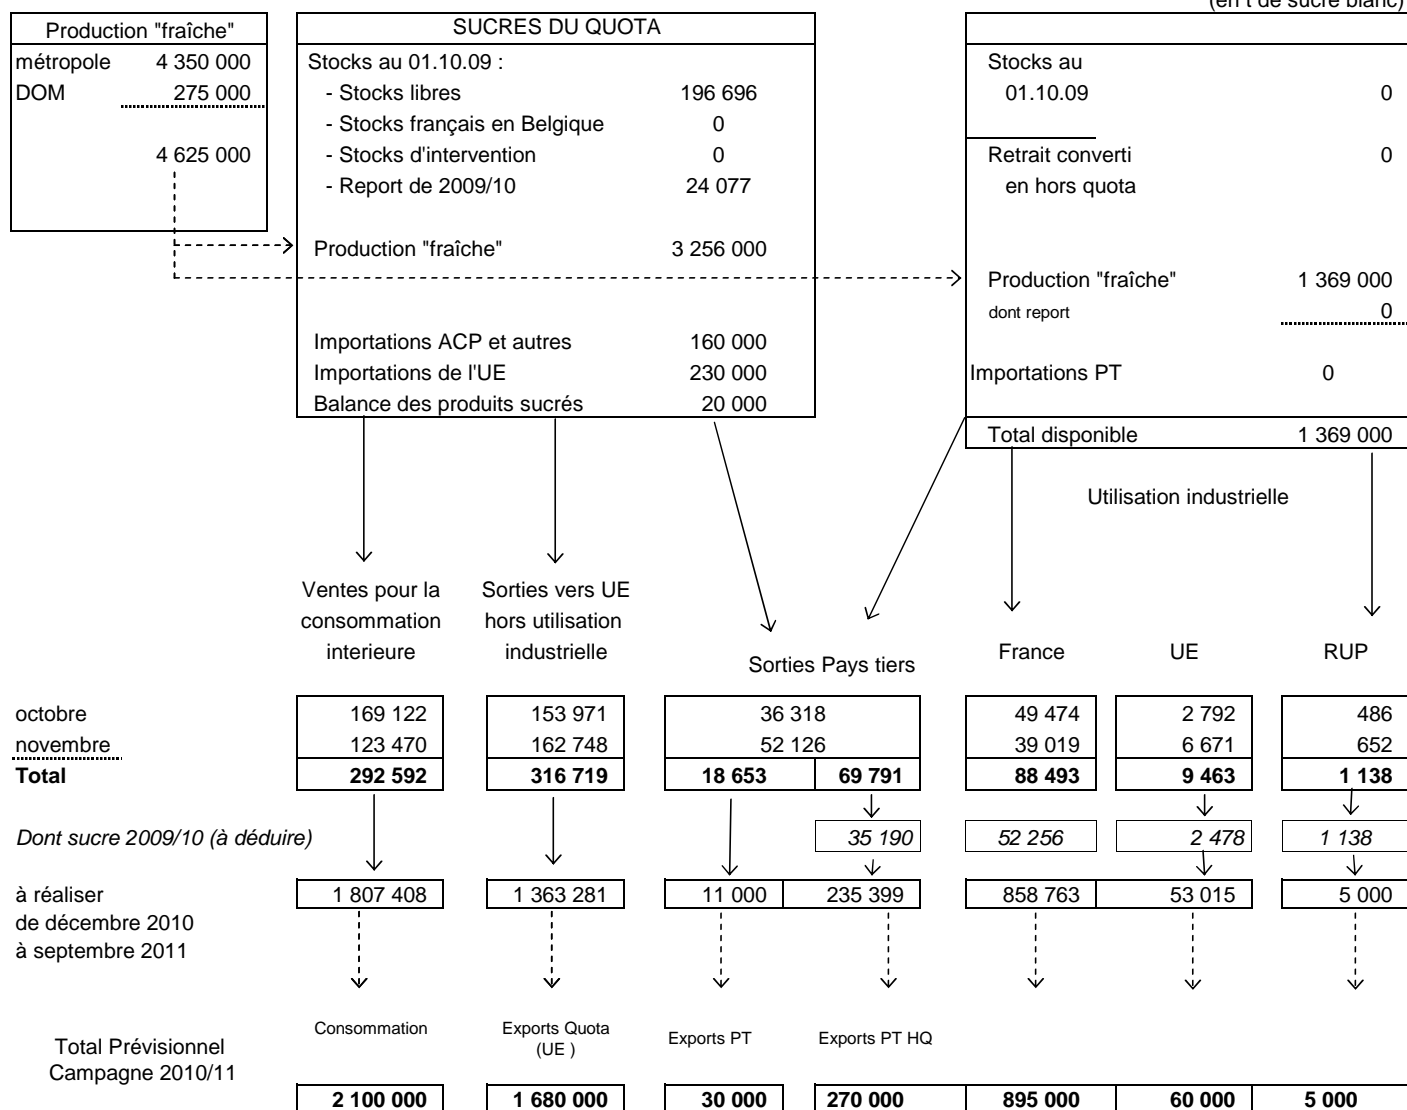 (en t de sucre blanc)
Production "fraîche"
métropole 4 350 000
DOM 275 000
4 625 000
SUCRES DU QUOTA
Stocks au 01.10.09 :
- Stocks libres 196 696
- Stocks français en Belgique 0
- Stocks d'intervention 0
- Report de 2009/10 24 077
Production "fraîche" 3 256 000
Importations ACP et autres 160 000
Importations de l'UE 230 000
Balance des produits sucrés 20 000
Stocks au
01.10.09 0
Retrait converti 0
en hors quota
Production "fraîche" 1 369 000
dont report 0
Importations PT 0
Total disponible 1 369 000
Utilisation industrielle
Ventes pour la
consommation
interieure
Sorties vers UE
hors utilisation
industrielle
Sorties Pays tiers
France UE RUP
octobre 169 122 153 971 36 318 49 474 2 792 486
novembre 123 470 162 748 52 126 39 019 6 671 652
Total 292 592 316 719 18 653 69 791 88 493 9 463 1 138
Dont sucre 2009/10 (à déduire) 35 190 52 256 2 478 1 138
à réaliser 1 807 408 1 363 281 11 000 235 399 858 763 53 015 5 000
de décembre 2010
à septembre 2011
Total Prévisionnel
Campagne 2010/11
Consommation
Exports Quota
(UE )
Exports PT
Exports PT HQ
2 100 000 1 680 000 30 000 270 000 895 000 60 000 5 000